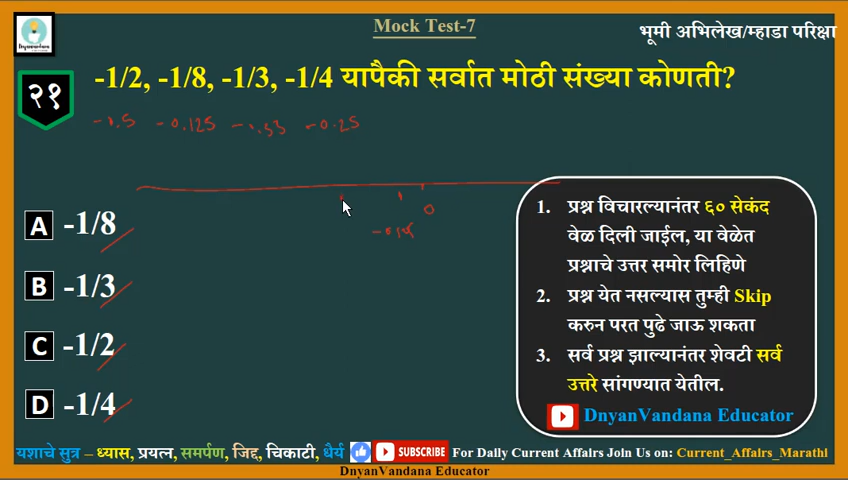 Mock Test-7
भूमी अभिलेख/म्हाडा परिक्षा
Dnyanvandana
२१
-1/2, -1/8, -1/3, -1/4 यापैकी सर्वात मोठी संख्या कोणती?
-0.5 -0.125 -0.33 -0.25
0
A -1/8
B -1/3
C -1/2
D -1/4
1. प्रश्न विचारल्यानंतर ६० सेकंद
वेळ दिली जाईल, या वेळेत
प्रश्नाचे उत्तर समोर लिहिणे
2. प्रश्न येत नसल्यास तुम्ही Skip
करुन परत पुढे जाऊ शकता
3. सर्व प्रश्न झाल्यानंतर शेवटी सर्व
उत्तरे सांगण्यात येतील.
DnyanVandana Educator
यशाचे सुत्र – ध्यास, प्रयत्न, समर्पण, जिद्द, चिकाटी, धैर्य SUBSCRIBE For Daily Current Affairs Join Us on: Current_Affairs_Marathi
DnyanVandana Educator